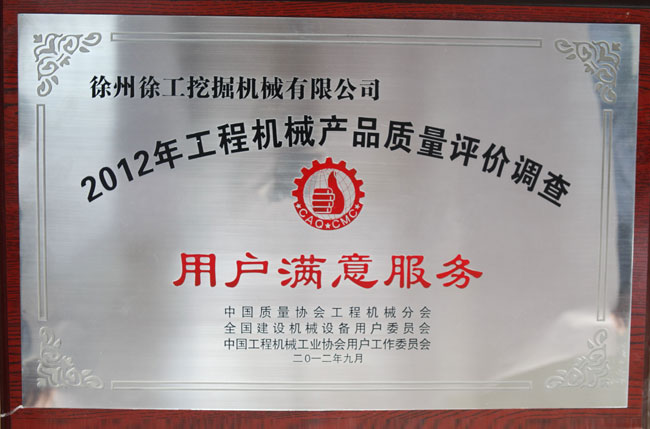 徐州徐工挖掘机械有限公司
2012年工程机械产品质量评价调查
CAQ★CMC
用户满意服务
中国质量协会工程机械分会
全国建设机械设备用户委员会
中国工程机械工业协会用户工作委员会
二〇一二年九月